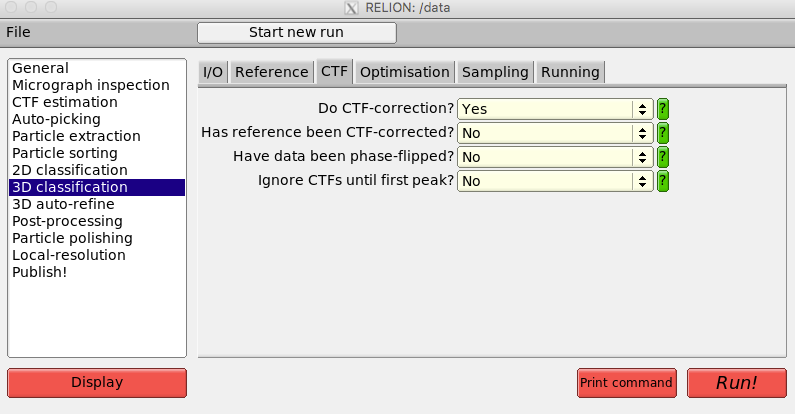 RELION: /data
File
Start new run
General
Micrograph inspection
CTF estimation
Auto-picking
Particle extraction
Particle sorting
2D classification
3D classification
3D auto-refine
Post-processing
Particle polishing
Local-resolution
Publish!
I/O Reference CTF Optimisation Sampling Running
Do CTF-correction? Yes ?
Has reference been CTF-corrected? No ?
Have data been phase-flipped? No ?
Ignore CTFs until first peak? No ?
Display
Print command
Run!